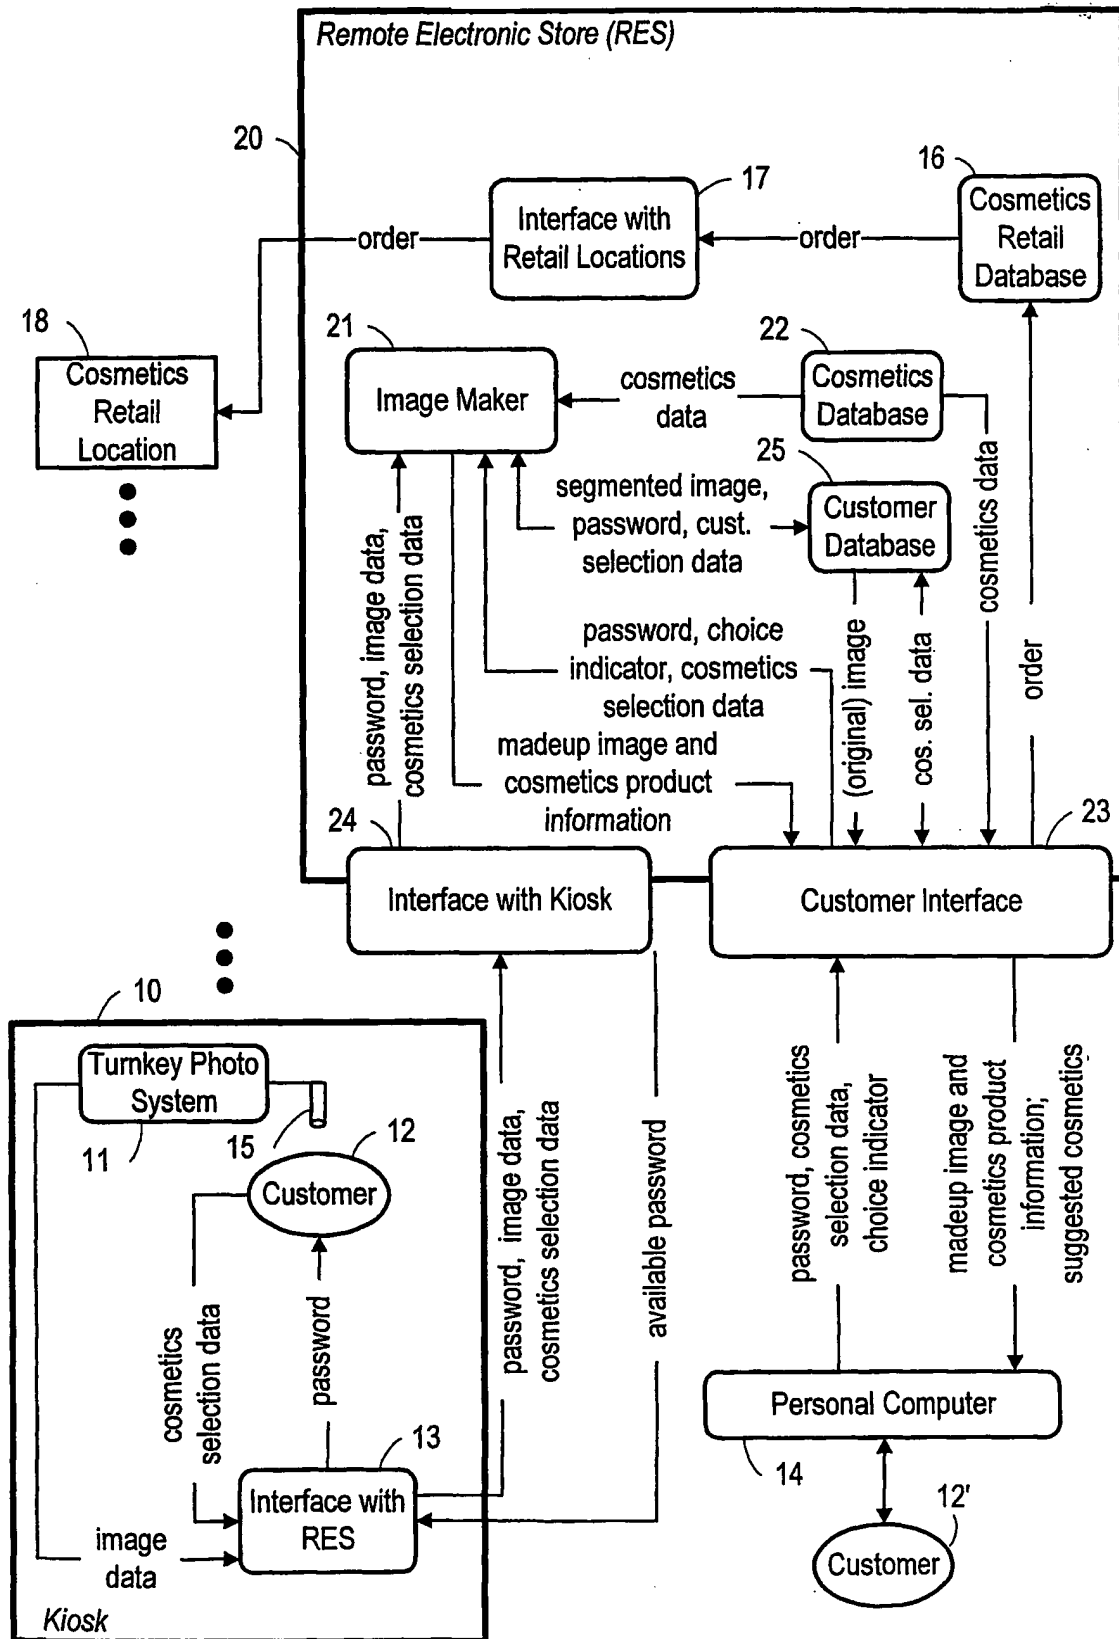 Remote Electronic Store (RES)
20
17
16
Interface with
Retail Locations
Cosmetics
Retail
Database
order
order
18
Cosmetics
Retail
Location
21
Image Maker
22
Cosmetics
Database
cosmetics
data
25
Customer
Database
segmented image,
password, cust.
selection data
password, image data,
cosmetics selection data
password, choice
indicator, cosmetics
selection data
madeup image and
cosmetics product
information
(original) image
cos. sel. data
cosmetics data
order
24
Interface with Kiosk
23
Customer Interface
10
Turnkey Photo
System
11
15
12
Customer
cosmetics
selection data
password
13
Interface with
RES
image
data
Kiosk
password, image data,
cosmetics selection data
available password
password, cosmetics
selection data,
choice indicator
madeup image and
cosmetics product
information;
suggested cosmetics
Personal Computer
14
12'
Customer